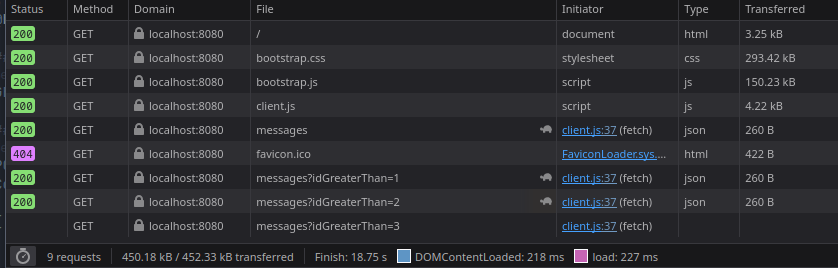 Status Method Domain File Initiator Type Transferred
200 GET localhost:8080 / document html 3.25 kB
200 GET localhost:8080 bootstrap.css stylesheet css 293.42 kB
200 GET localhost:8080 bootstrap.js script js 150.23 kB
200 GET localhost:8080 client.js script js 4.22 kB
200 GET localhost:8080 messages client.js:37 (fetch) json 260 B
404 GET localhost:8080 favicon.ico FaviconLoader.sys.... html 422 B
200 GET localhost:8080 messages?idGreaterThan=1 client.js:37 (fetch) json 260 B
200 GET localhost:8080 messages?idGreaterThan=2 client.js:37 (fetch) json 260 B
GET localhost:8080 messages?idGreaterThan=3 client.js:37 (fetch)
9 requests 450.18 kB / 452.33 kB transferred Finish: 18.75 s DOMContentLoaded: 218 ms load: 227 ms